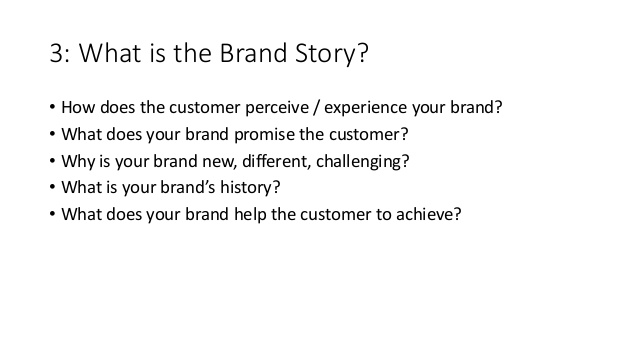 3: What is the Brand Story?
• How does the customer perceive / experience your brand?
• What does your brand promise the customer?
• Why is your brand new, different, challenging?
• What is your brand’s history?
• What does your brand help the customer to achieve?